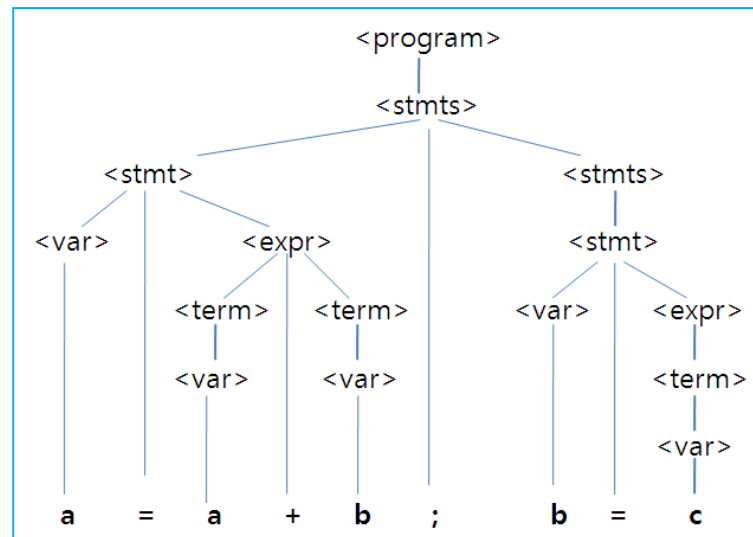 <program>
<stmts>
<stmt> <stmts>
<var> <expr> <stmt>
<term> <term> <var> <expr>
<var> <var> <term>
<var>
a = a + b ; b = c